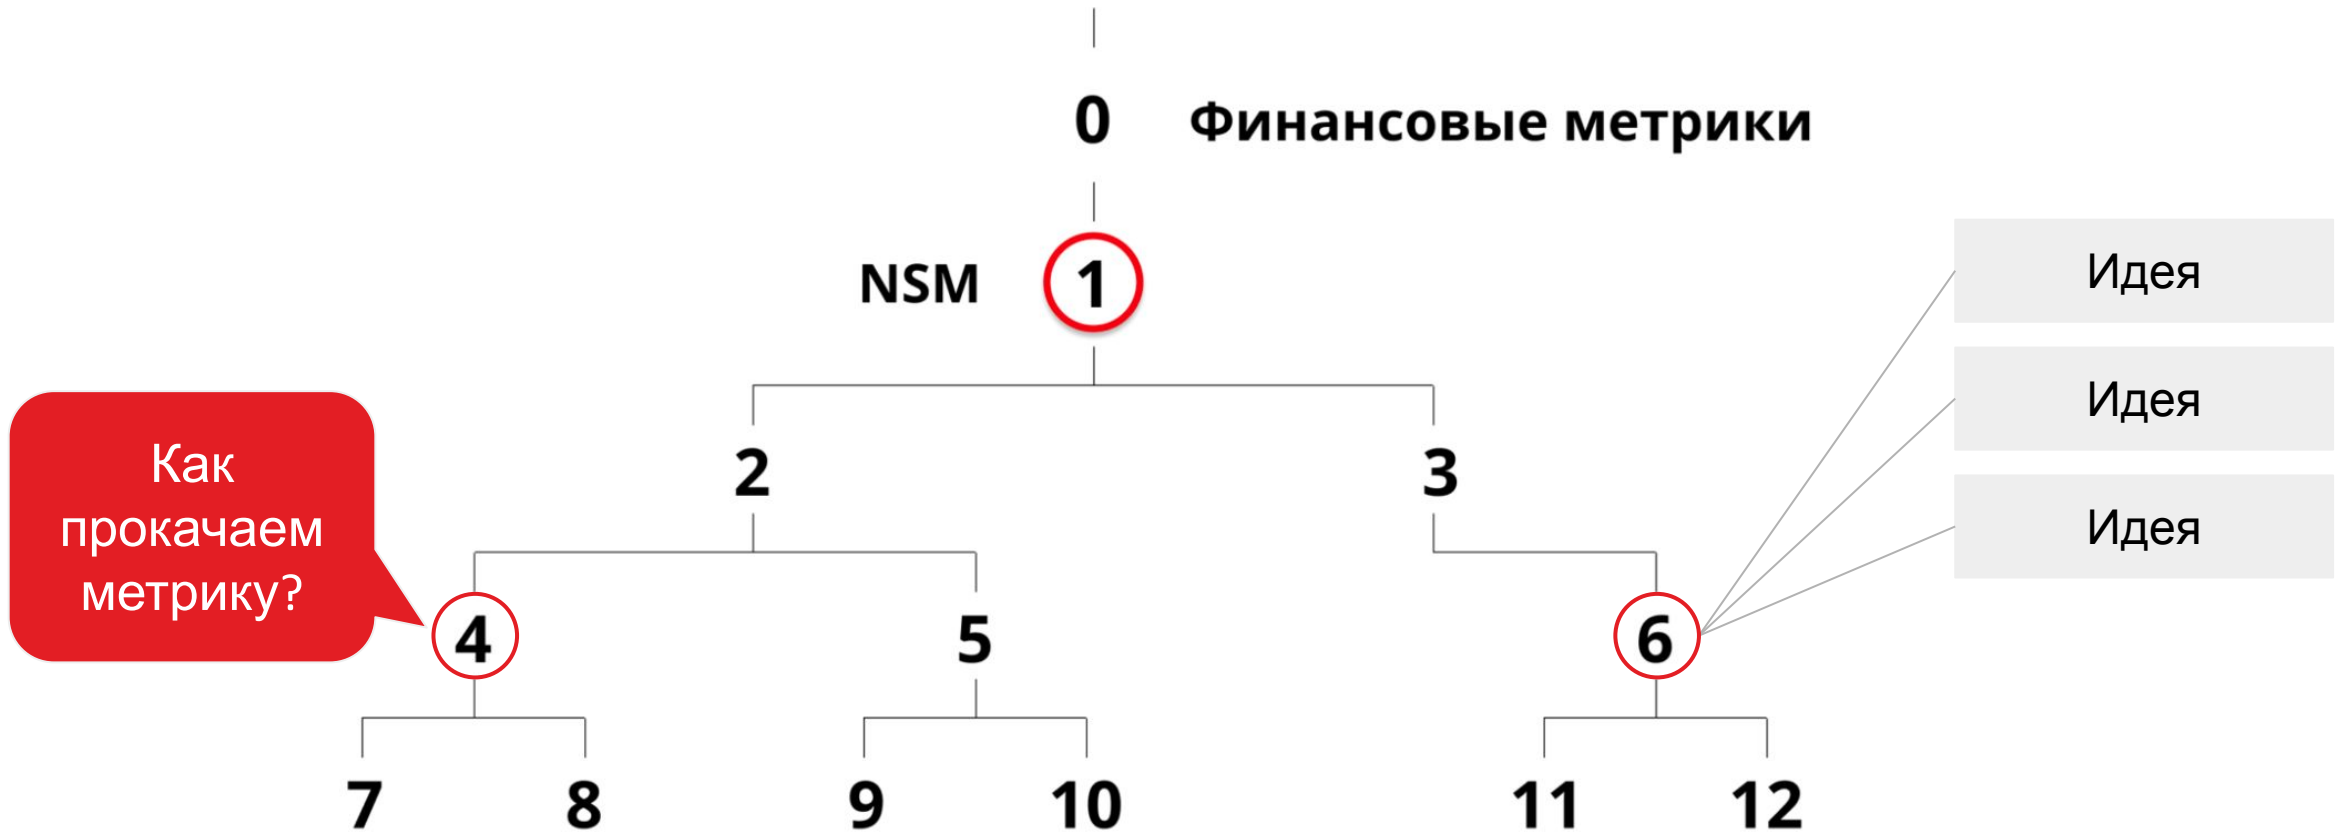 0 Финансовые метрики
NSM 1
Идея
Идея
Идея
Как
прокачаем
метрику?
2 3
4 5 6
7 8 9 10 11 12